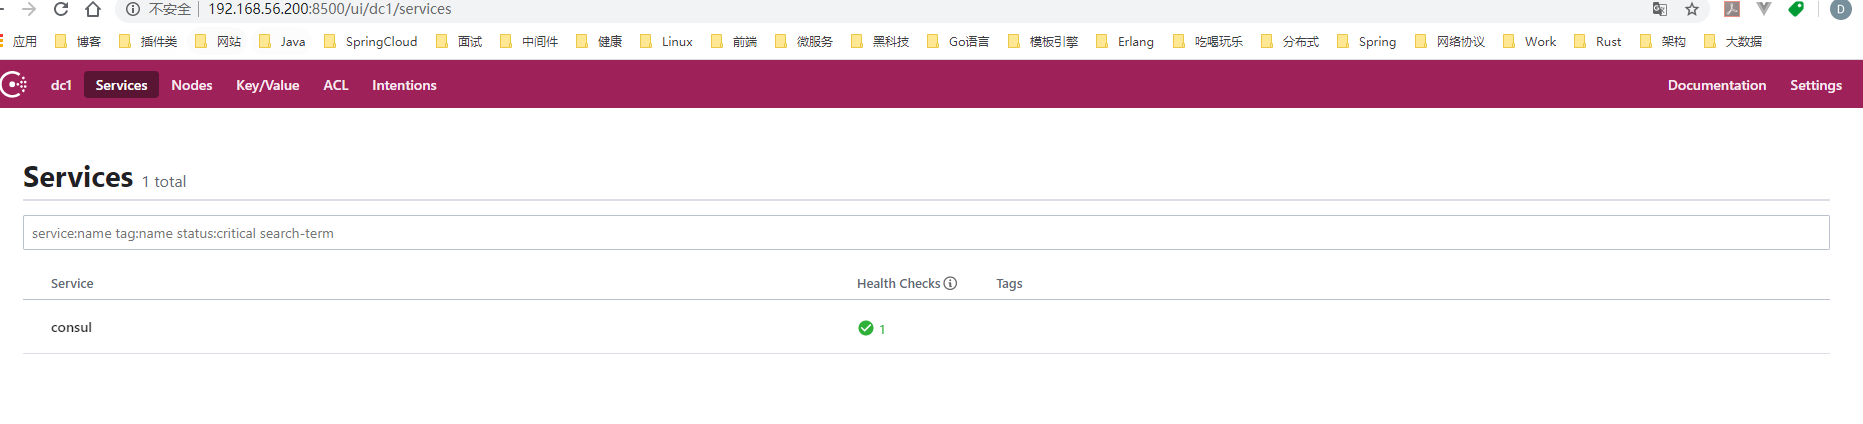 不安全 192.168.56.200:8500/ui/dc1/services D
应用 博客 插件类 网站 Java SpringCloud 面试 中间件 健康 Linux 前端 微服务 黑科技 Go语言 模板引擎 Erlang 吃喝玩乐 分布式 Spring 网络协议 Work Rust 架构 大数据
dc1 Services Nodes Key/Value ACL Intentions Documentation Settings
Services 1 total
service:name tag:name status:critical search-term
Service Health Checks Tags
consul 1